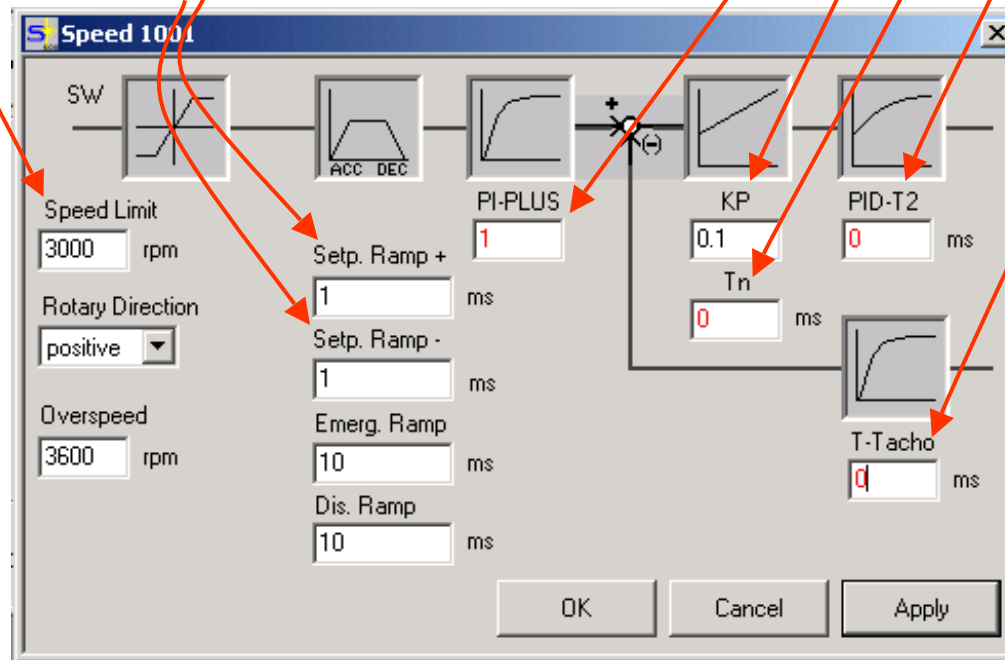 S Speed 1001
SW
ACC DEC
+
(-)
Speed Limit
3000 rpm
Rotary Direction
positive
Overspeed
3600 rpm
Setp. Ramp +
1 ms
Setp. Ramp -
1 ms
Emerg. Ramp
10 ms
Dis. Ramp
10 ms
PI-PLUS
1
KP
0.1
Tn
0 ms
PID-T2
0 ms
T-Tacho
0 ms
OK Cancel Apply